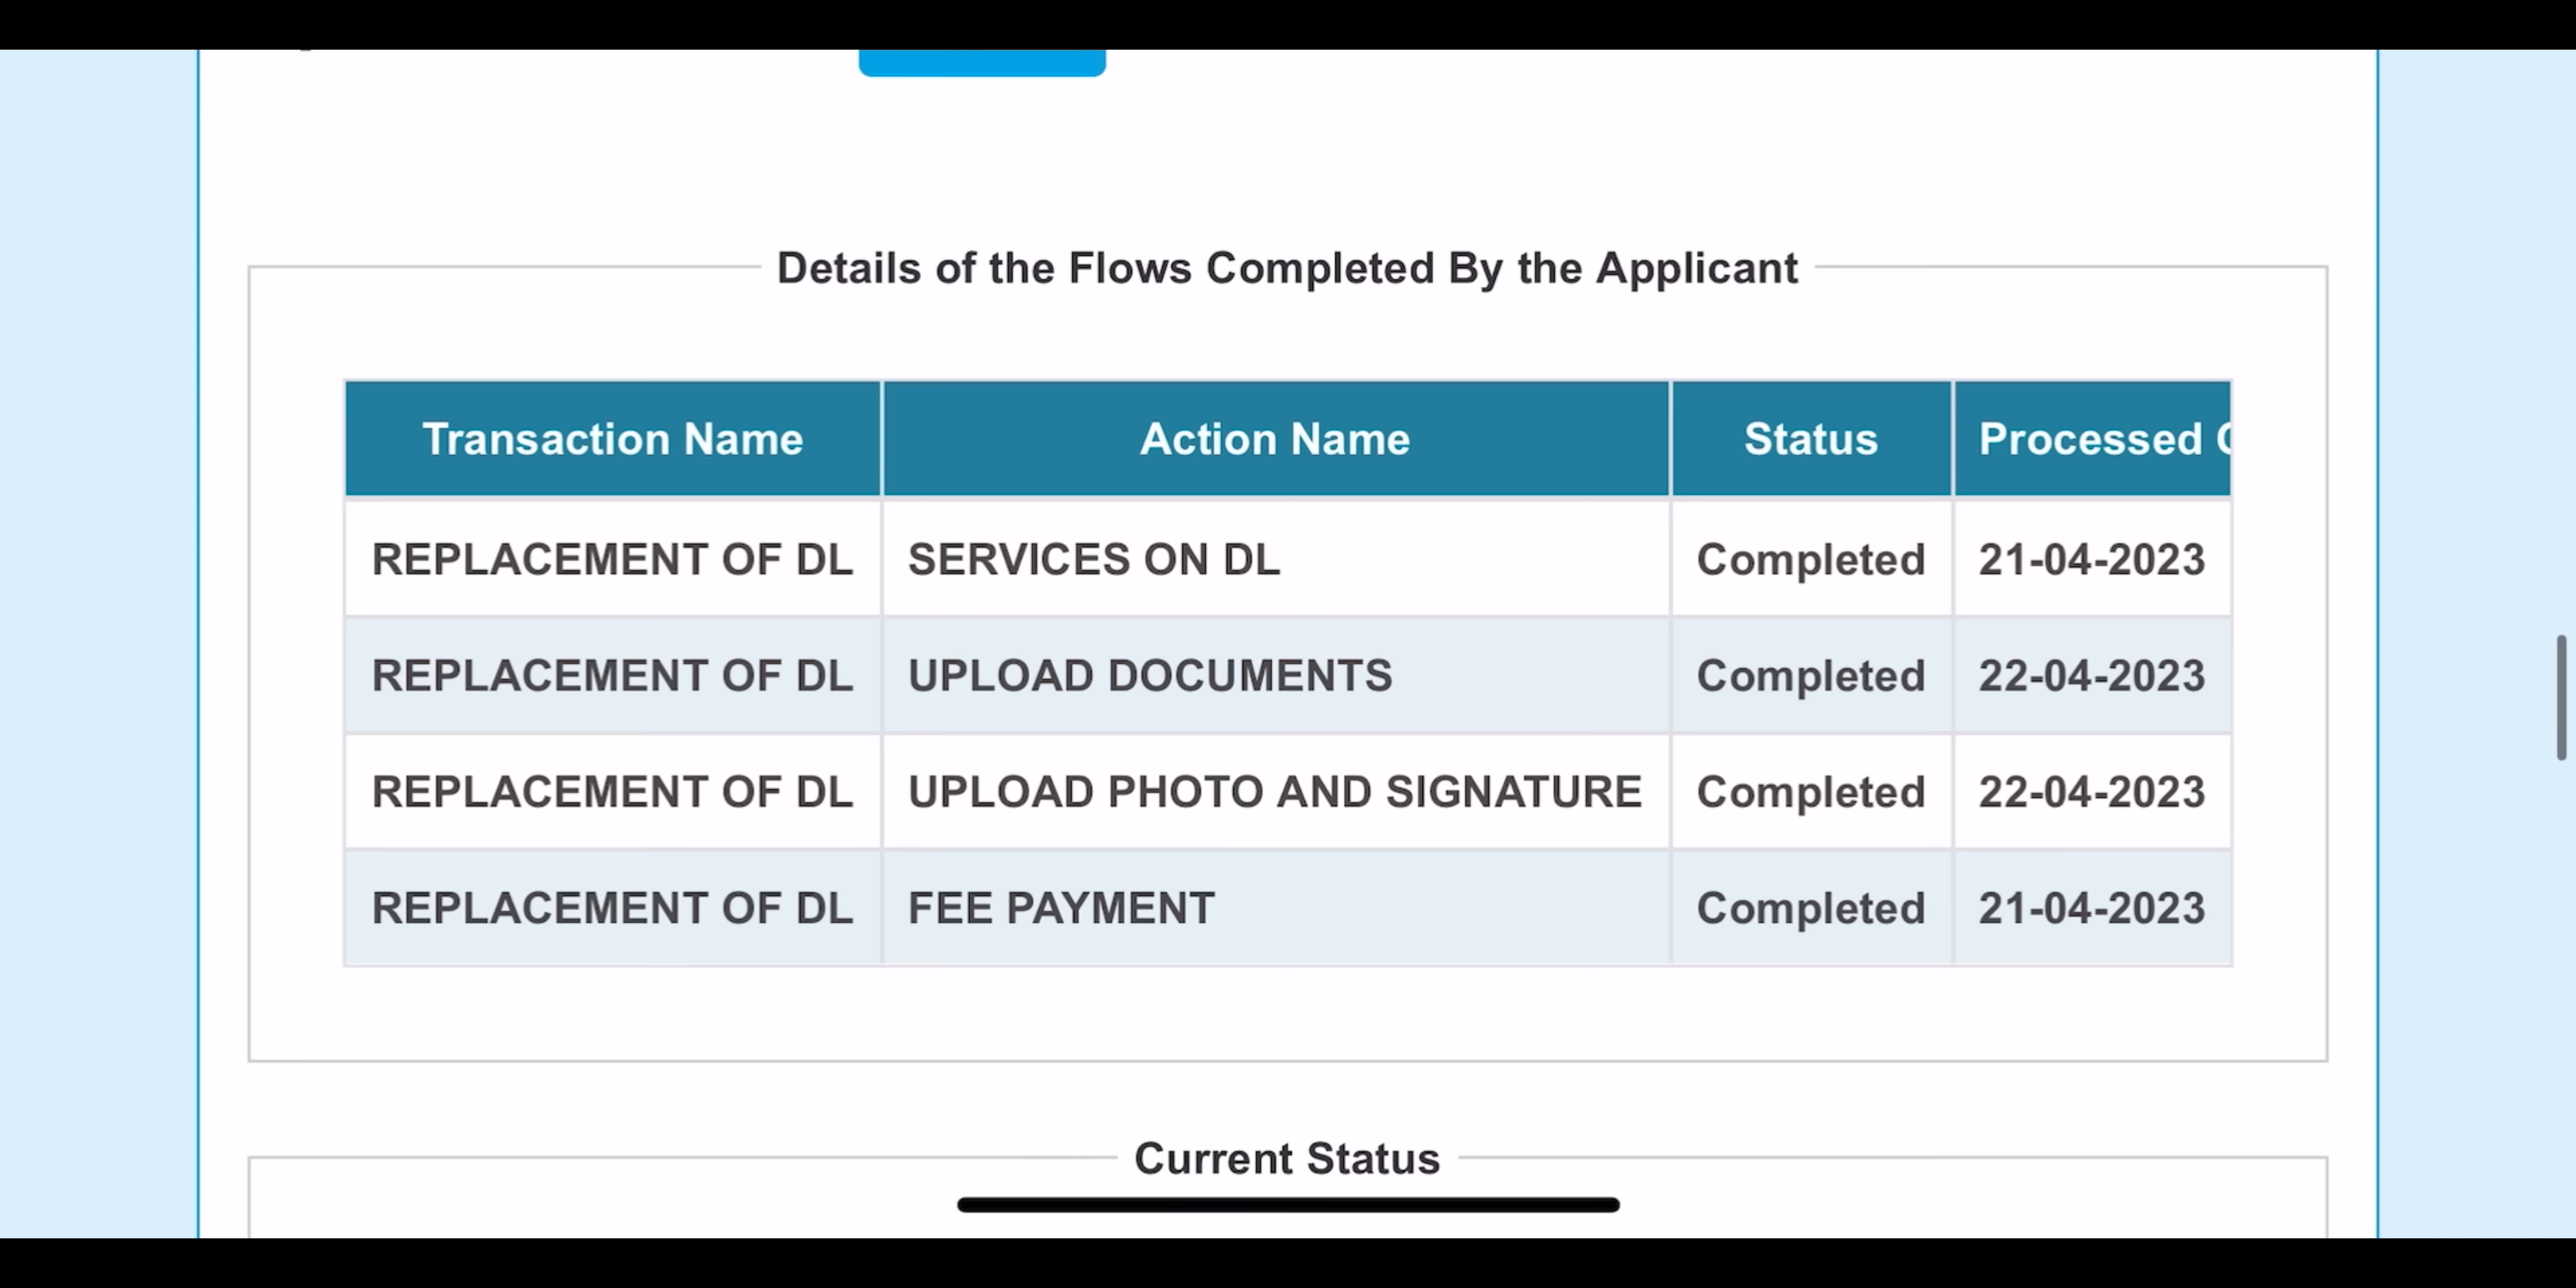 Details of the Flows Completed By the Applicant
Transaction Name Action Name Status Processed
REPLACEMENT OF DL SERVICES ON DL Completed 21-04-2023
REPLACEMENT OF DL UPLOAD DOCUMENTS Completed 22-04-2023
REPLACEMENT OF DL UPLOAD PHOTO AND SIGNATURE Completed 22-04-2023
REPLACEMENT OF DL FEE PAYMENT Completed 21-04-2023
Current Status